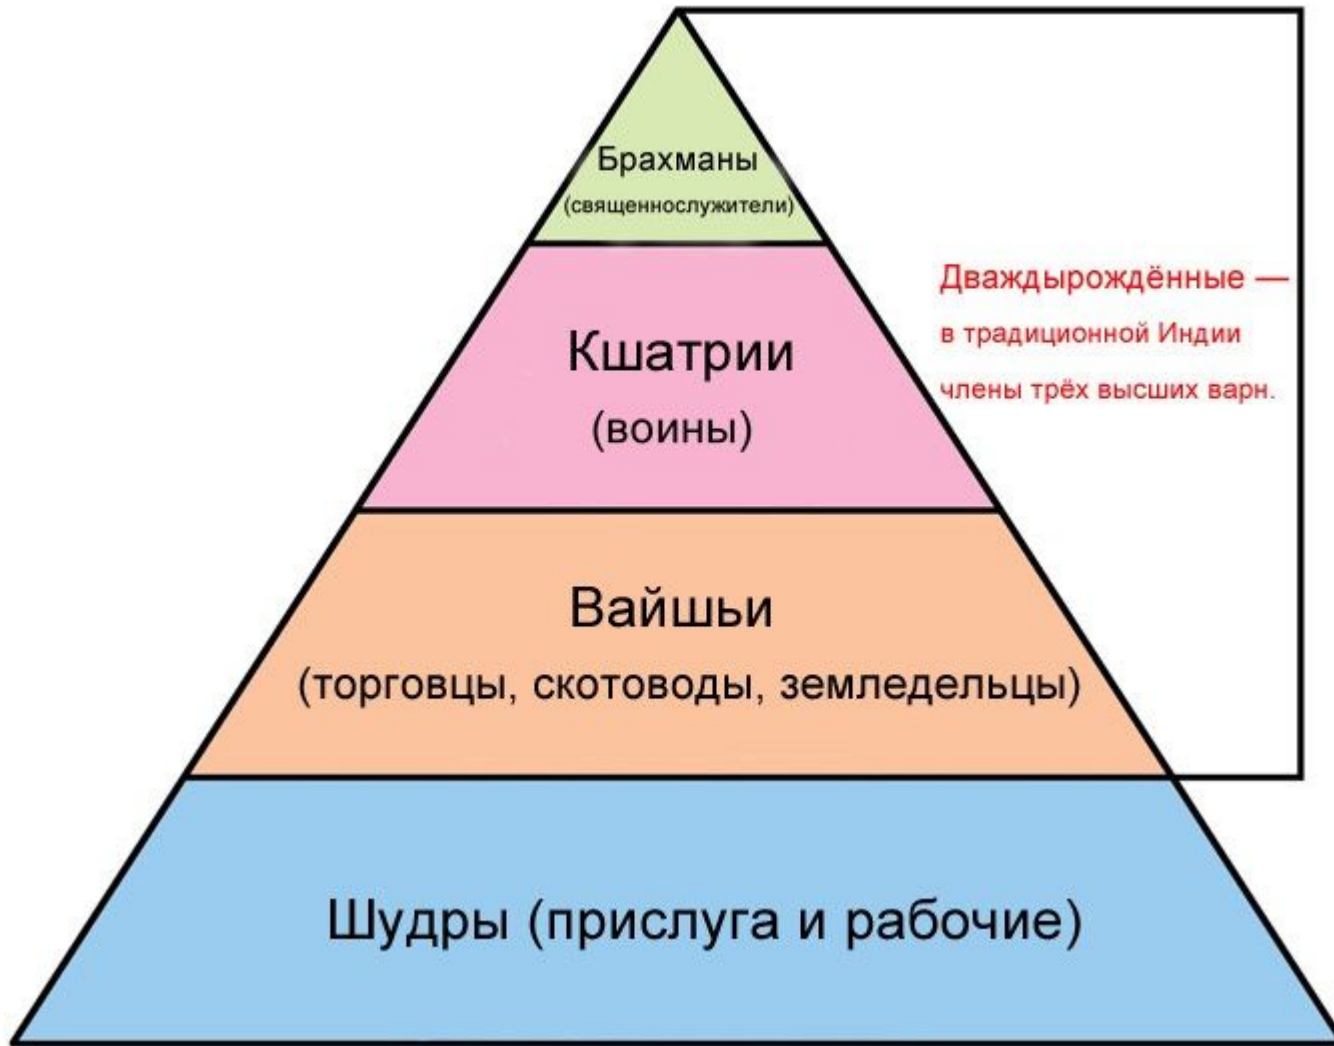 Брахманы
(священнослужители)
Кшатрии
(воины)
Дваждырождённые —
в традиционной Индии
члены трёх высших варн.
Вайшьи
(торговцы, скотоводы, земледельцы)
Шудры (прислуга и рабочие)